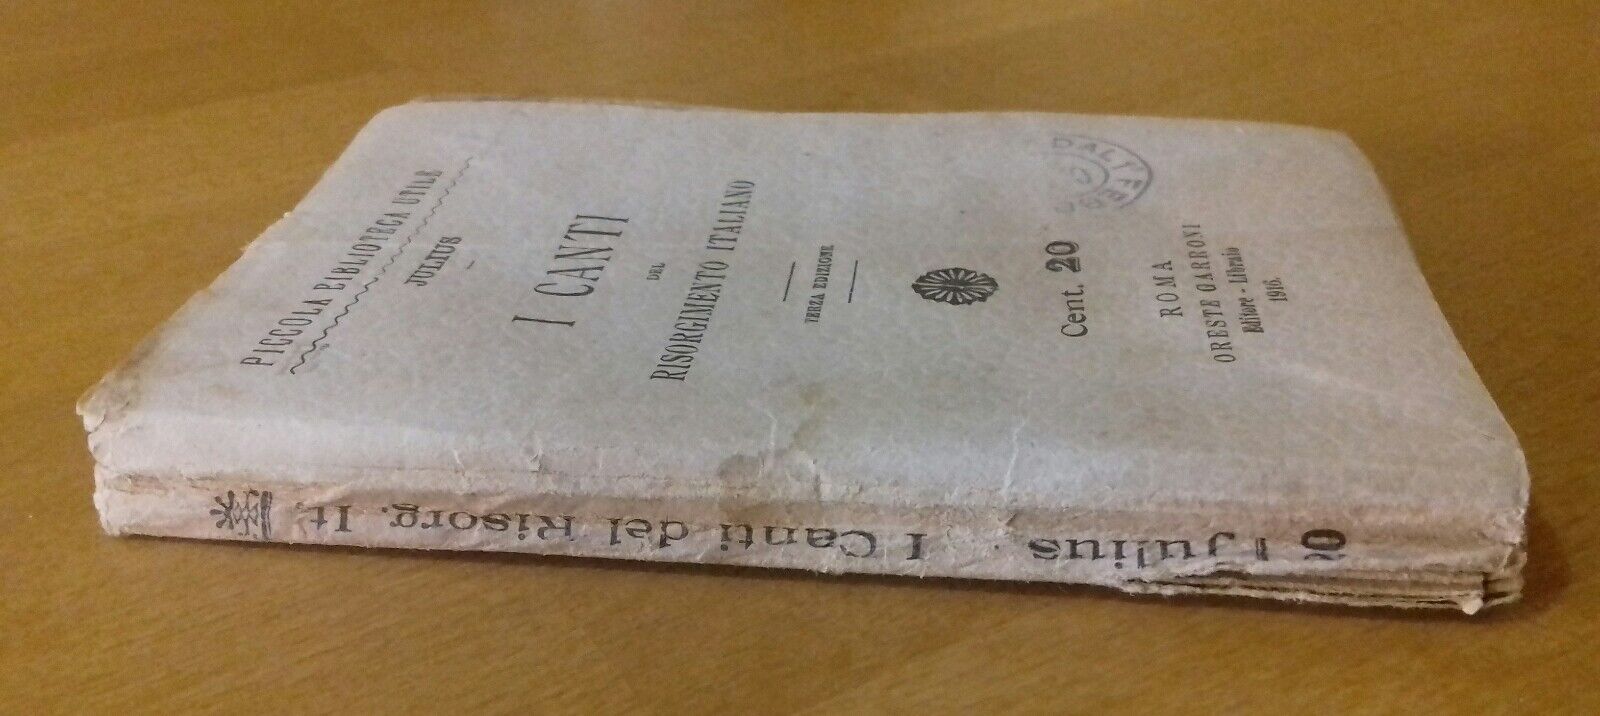 PICCOLA BIBLIOTECA UTILE
JULIUS
I CANTI
DEL
RISORGIMENTO ITALIANO
TERZA EDIZIONE
Cent. 20
ROMA
ORESTE GARRONI
Editore - Libraio
1916.
Julius - I Canti del Risorg. It.